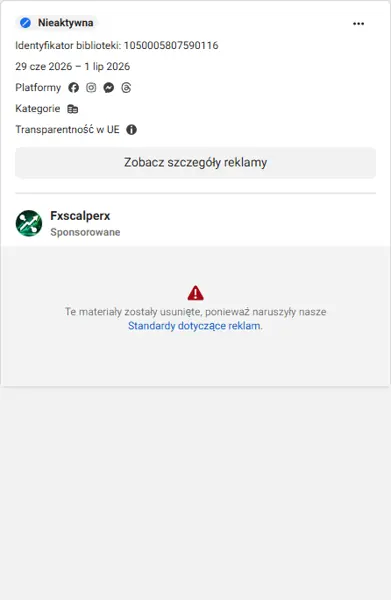 Nieaktywna
Identyfikator biblioteki: 1050005807590116
29 cze 2026 – 1 lip 2026
Platformy
Kategorie
Transparentność w UE
Zobacz szczegóły reklamy
Fxscalperx
Sponsorowane
Te materiały zostały usunięte, ponieważ naruszyły nasze
Standardy dotyczące reklam.